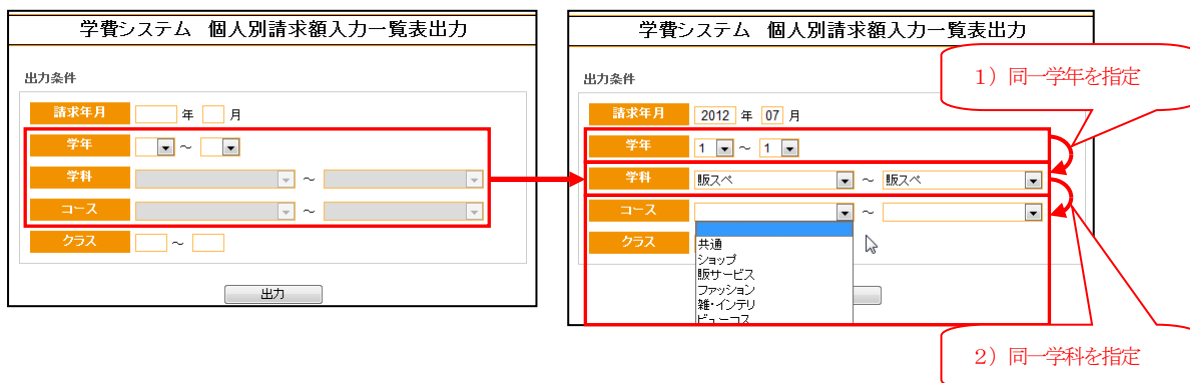 学費システム 個人別請求額入力一覧表出力
出力条件
請求年月 年 月
学年 ～
学科 ～
コース ～
クラス ～
出力
学費システム 個人別請求額入力一覧表出力
出力条件
請求年月 2012 年 07 月
学年 1 ～ 1
学科 販スペ ～ 販スペ
コース ～
クラス
共通
ショップ
販サービス
ファッション
雑・インテリ
ビューコス
1）同一学年を指定
2）同一学科を指定